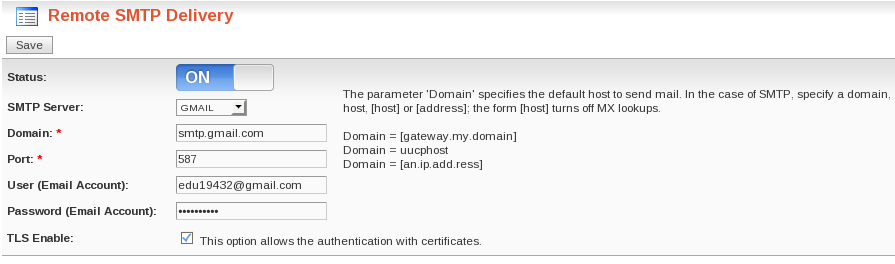 Remote SMTP Delivery
Save
Status:
ON
SMTP Server:
GMAIL
The parameter 'Domain' specifies the default host to send mail. In the case of SMTP, specify a domain,
host, [host] or [address]; the form [host] turns off MX lookups.
Domain: *
smtp.gmail.com
Domain = [gateway.my.domain]
Domain = uucphost
Domain = [an.ip.add.ress]
Port: *
587
User (Email Account):
edu19432@gmail.com
Password (Email Account):
••••••••••
TLS Enable:
This option allows the authentication with certificates.